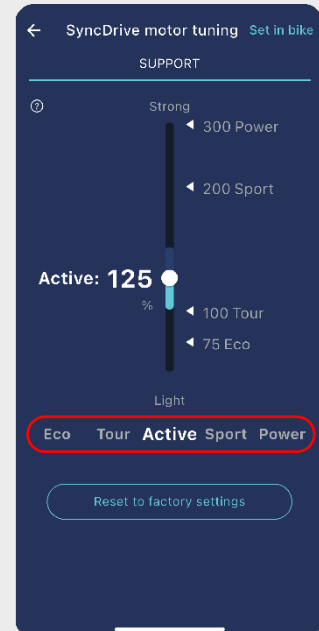 SyncDrive motor tuning Set in bike
SUPPORT
Strong
300 Power
200 Sport
Active: 125
%
100 Tour
75 Eco
Light
Eco Tour Active Sport Power
Reset to factory settings